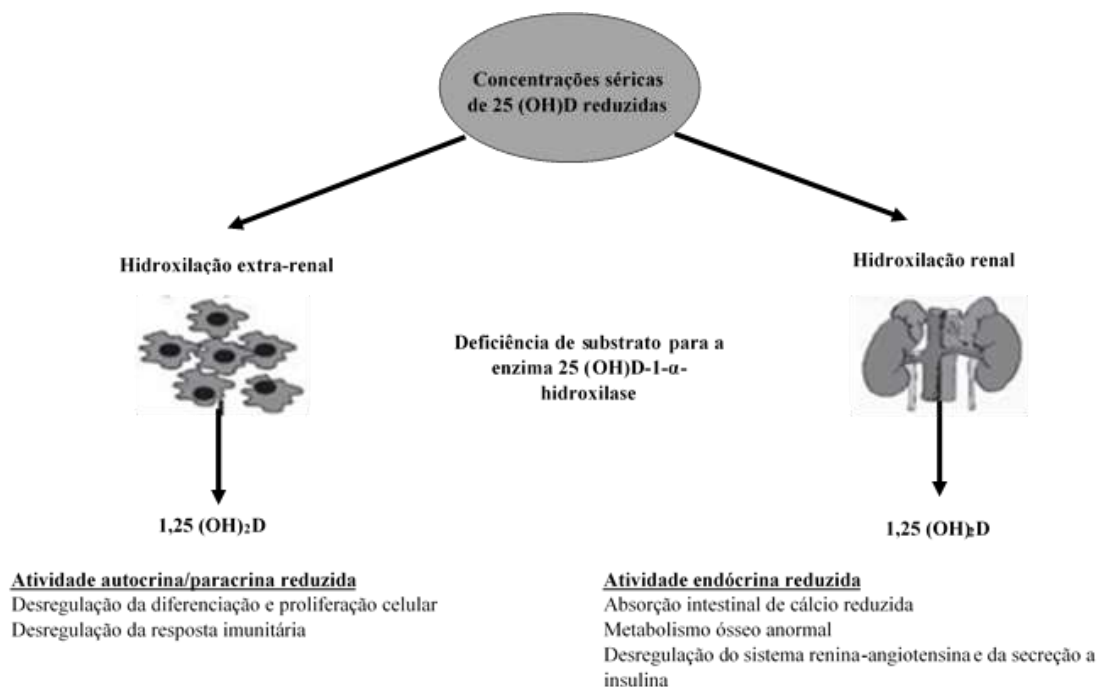 Concentrações séricas
de 25 (OH)D reduzidas
Hidroxilação extra-renal
Hidroxilação renal
Deficiência de substrato para a
enzima 25 (OH)D-1-α-
hidroxilase
1,25 (OH)₂D
1,25 (OH)₂D
Atividade autocrina/paracrina reduzida
Desregulação da diferenciação e proliferação celular
Desregulação da resposta imunitária
Atividade endócrina reduzida
Absorção intestinal de cálcio reduzida
Metabolismo ósseo anormal
Desregulação do sistema renina-angiotensina e da secreção a
insulina